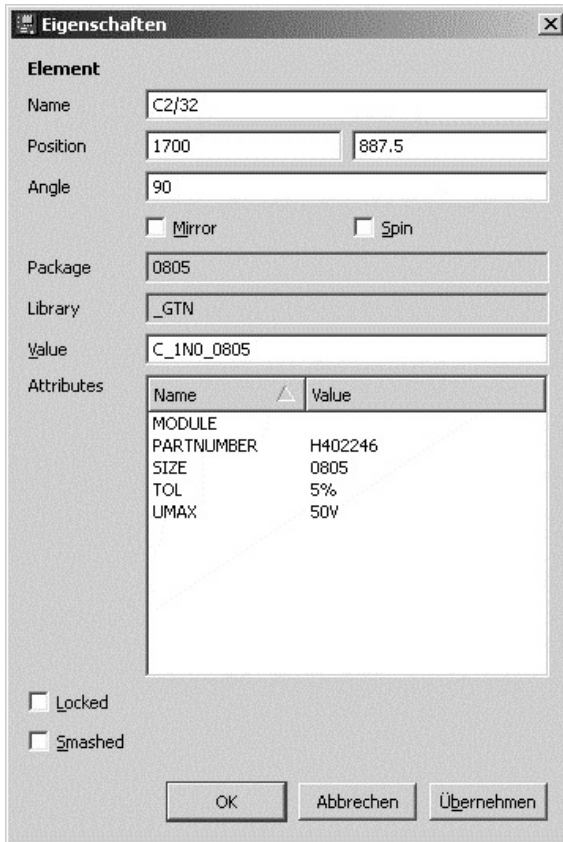 Eigenschaften
Element
Name C2/32
Position 1700 887.5
Angle 90
Mirror Spin
Package 0805
Library _GTN
Value C_1N0_0805
Attributes Name Value
MODULE
PARTNUMBER H402246
SIZE 0805
TOL 5%
UMAX 50V
Locked
Smashed
OK Abbrechen Übernehmen